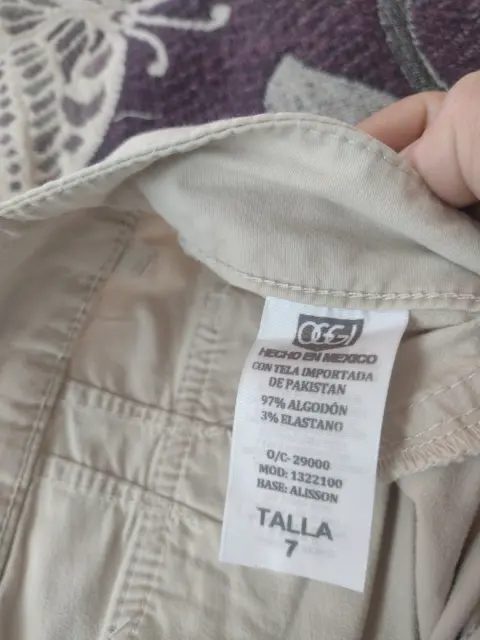 OGGI
HECHO EN MEXICO
CON TELA IMPORTADA
DE PAKISTAN
97% ALGODÓN
3% ELASTANO
O/C- 29000
MOD: 1322100
BASE: ALISSON
TALLA
7